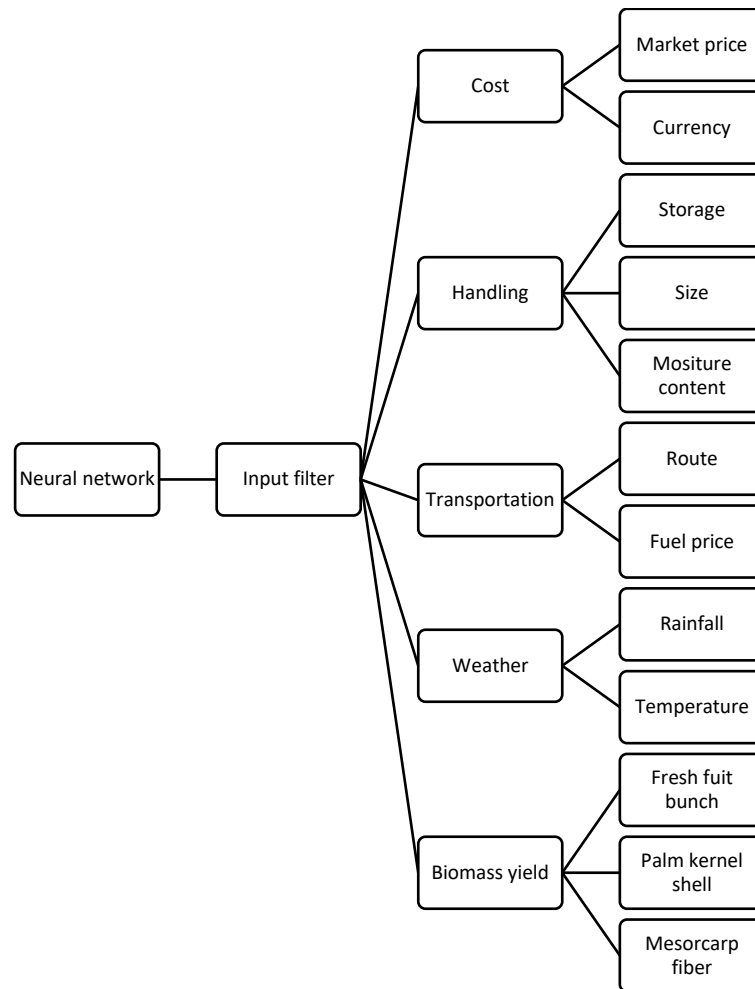 Neural network
Input filter
Cost
Market price
Currency
Handling
Storage
Size
Mositure
content
Transportation
Route
Fuel price
Weather
Rainfall
Temperature
Biomass yield
Fresh fuit
bunch
Palm kernel
shell
Mesorcarp
fiber